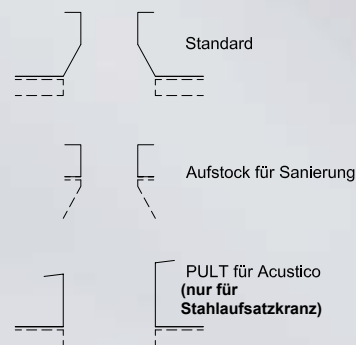 Standard
Aufstock für Sanierung
PULT für Acustico
(nur für
Stahlaufsatzkranz)